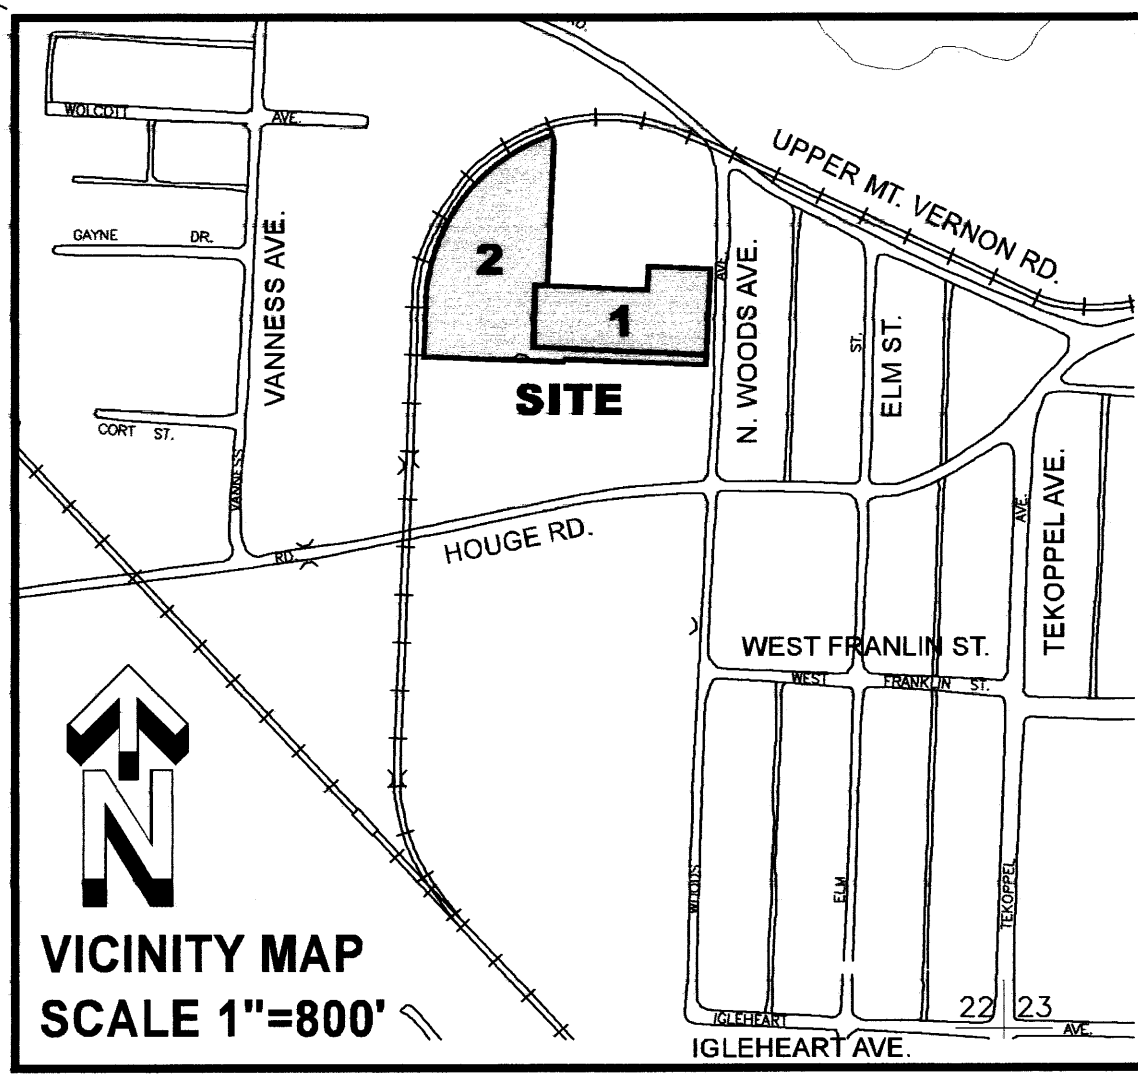 RD.
WOLCOTT AVE.
UPPER MT. VERNON RD.
GAYNE DR.
VANNESS AVE.
2
1
AVE.
N. WOODS AVE.
ST.
ELM ST.
SITE
CORT ST.
VANNESS
AVE.
TEKOPPEL AVE.
HOUGE RD.
RD.
WEST FRANLIN ST.
WEST FRANKLIN ST.
N
WOODS
ELM
TEKOPPEL
VICINITY MAP
SCALE 1"=800'
22 23
IGLEHEART AVE.
IGLEHEART AVE.